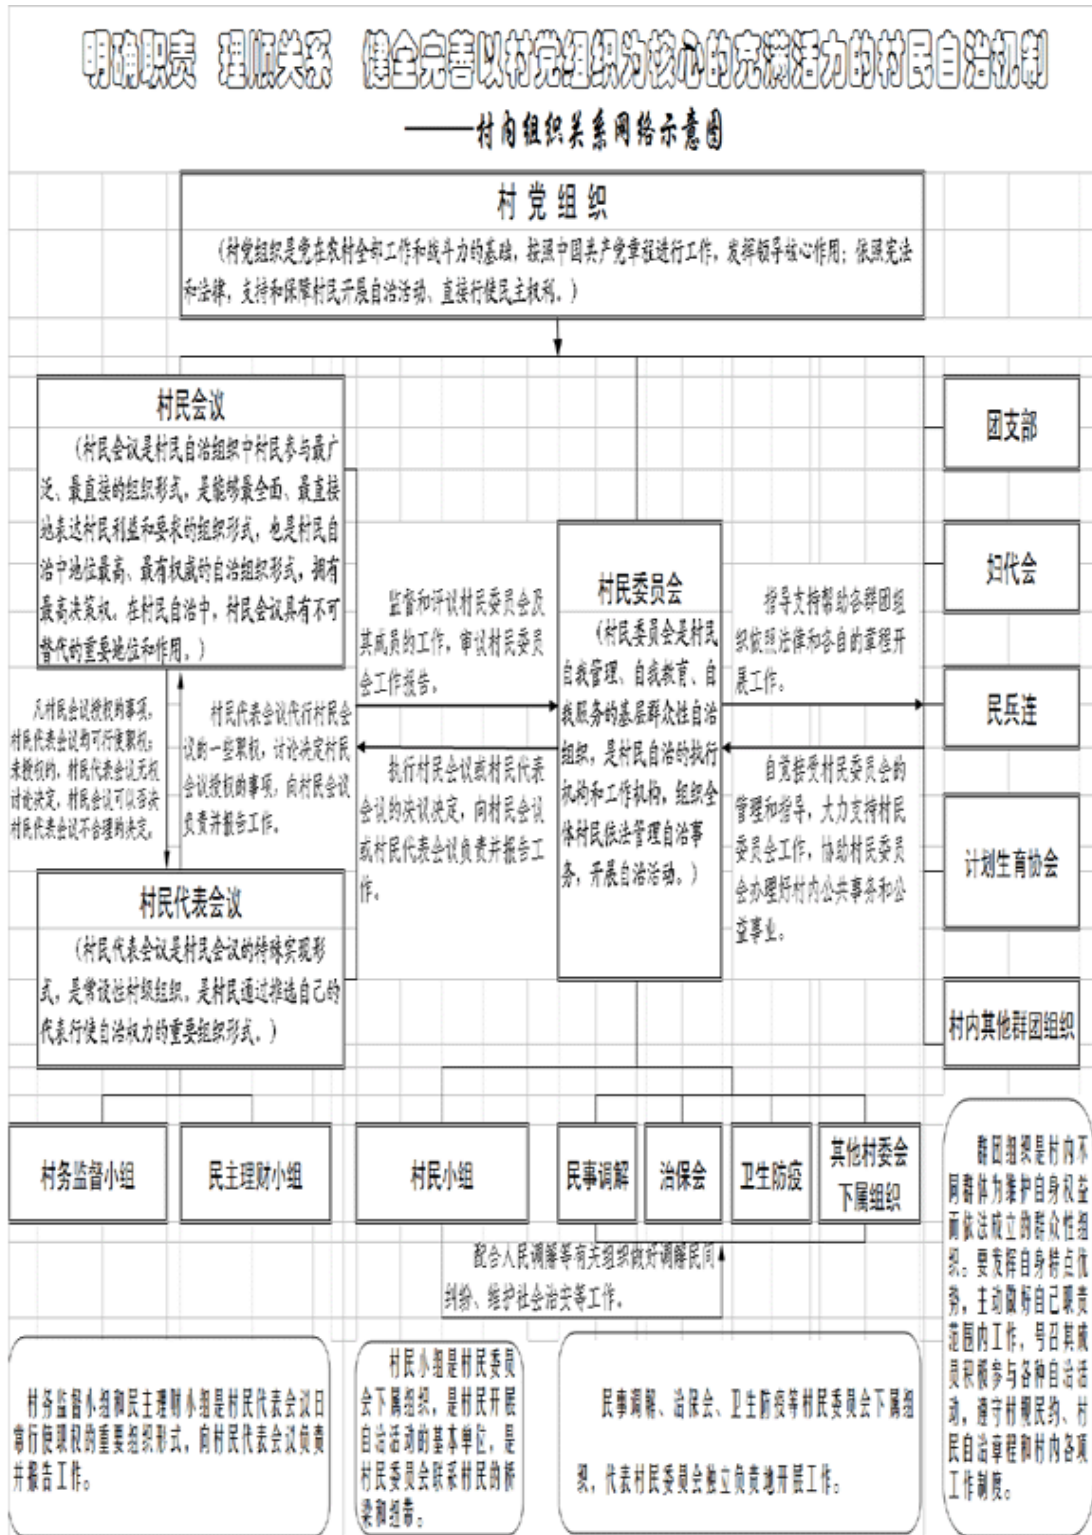 明确职责 理顺关系 健全完善以村党组织为核心的充满活力的村民自治机制
——村内组织关系网络示意图
村党组织
(村党组织是党在农村全部工作和战斗力的基础，按照中国共产党章程进行工作，发挥领导核心作用；依照宪法
和法律，支持和保障村民开展自治活动、直接行使民主权利。)
村民会议
(村民会议是村民自治组织中村民参与最广
泛、最直接的组织形式，是能够最全面、最直接
地表达村民利益和要求的组织形式，也是村民自
治中地位最高、最有权威的自治组织形式，拥有
最高决策权。在村民自治中，村民会议具有不可
替代的重要地位和作用。)
凡村民会议授权的事项，
村民代表会议均可行使职权；
未授权的，村民代表会议无权
讨论决定，村民会议可以否决
村民代表会议不合理的决定。
村民代表会议代行村民会
议的一些职权，讨论决定村民
会议授权的事项，向村民会议
负责并报告工作。
村民代表会议
(村民代表会议是村民会议的特殊实现形
式，是常设性村级组织，是村民通过推选自己的
代表行使自治权力的重要组织形式。)
监督和评议村民委员会及
其成员的工作，审议村民委员
会工作报告。
执行村民会议或村民代表
会议的决议决定，向村民会议
或村民代表会议负责并报告工
作。
村民委员会
(村民委员会是村民
自我管理、自我教育、自
我服务的基层群众性自治
组织，是村民自治的执行
机构和工作机构，组织全
体村民依法管理自治事
务，开展自治活动。)
指导支持帮助各群团组
织依照法律和各自的章程开
展工作。
自觉接受村民委员会的
管理和指导，大力支持村民
委员会工作，协助村民委员
会办理好村内公共事务和公
益事业。
团支部
妇代会
民兵连
计划生育协会
村内其他群团组织
村务监督小组
民主理财小组
村民小组
民事调解
治保会
卫生防疫
其他村委会
下属组织
配合人民调解等有关组织做好调解民间
纠纷、维护社会治安等工作。
村务监督小组和民主理财小组是村民代表会议日
常行使职权的重要组织形式，向村民代表会议负责
并报告工作。
村民小组是村民委员
会下属组织，是村民开展
自治活动的基本单位，是
村民委员会联系村民的桥
梁和纽带。
民事调解、治保会、卫生防疫等村民委员会下属组
织，代表村民委员会独立负责地开展工作。
群团组织是村内不
同群体为维护自身权益
而依法成立的群众性组
织。要发挥自身特点优
势，主动做好自己职责
范围内工作，号召其成
员积极参与各种自治活
动，遵守村规民约、村
民自治章程和村内各项
工作制度。